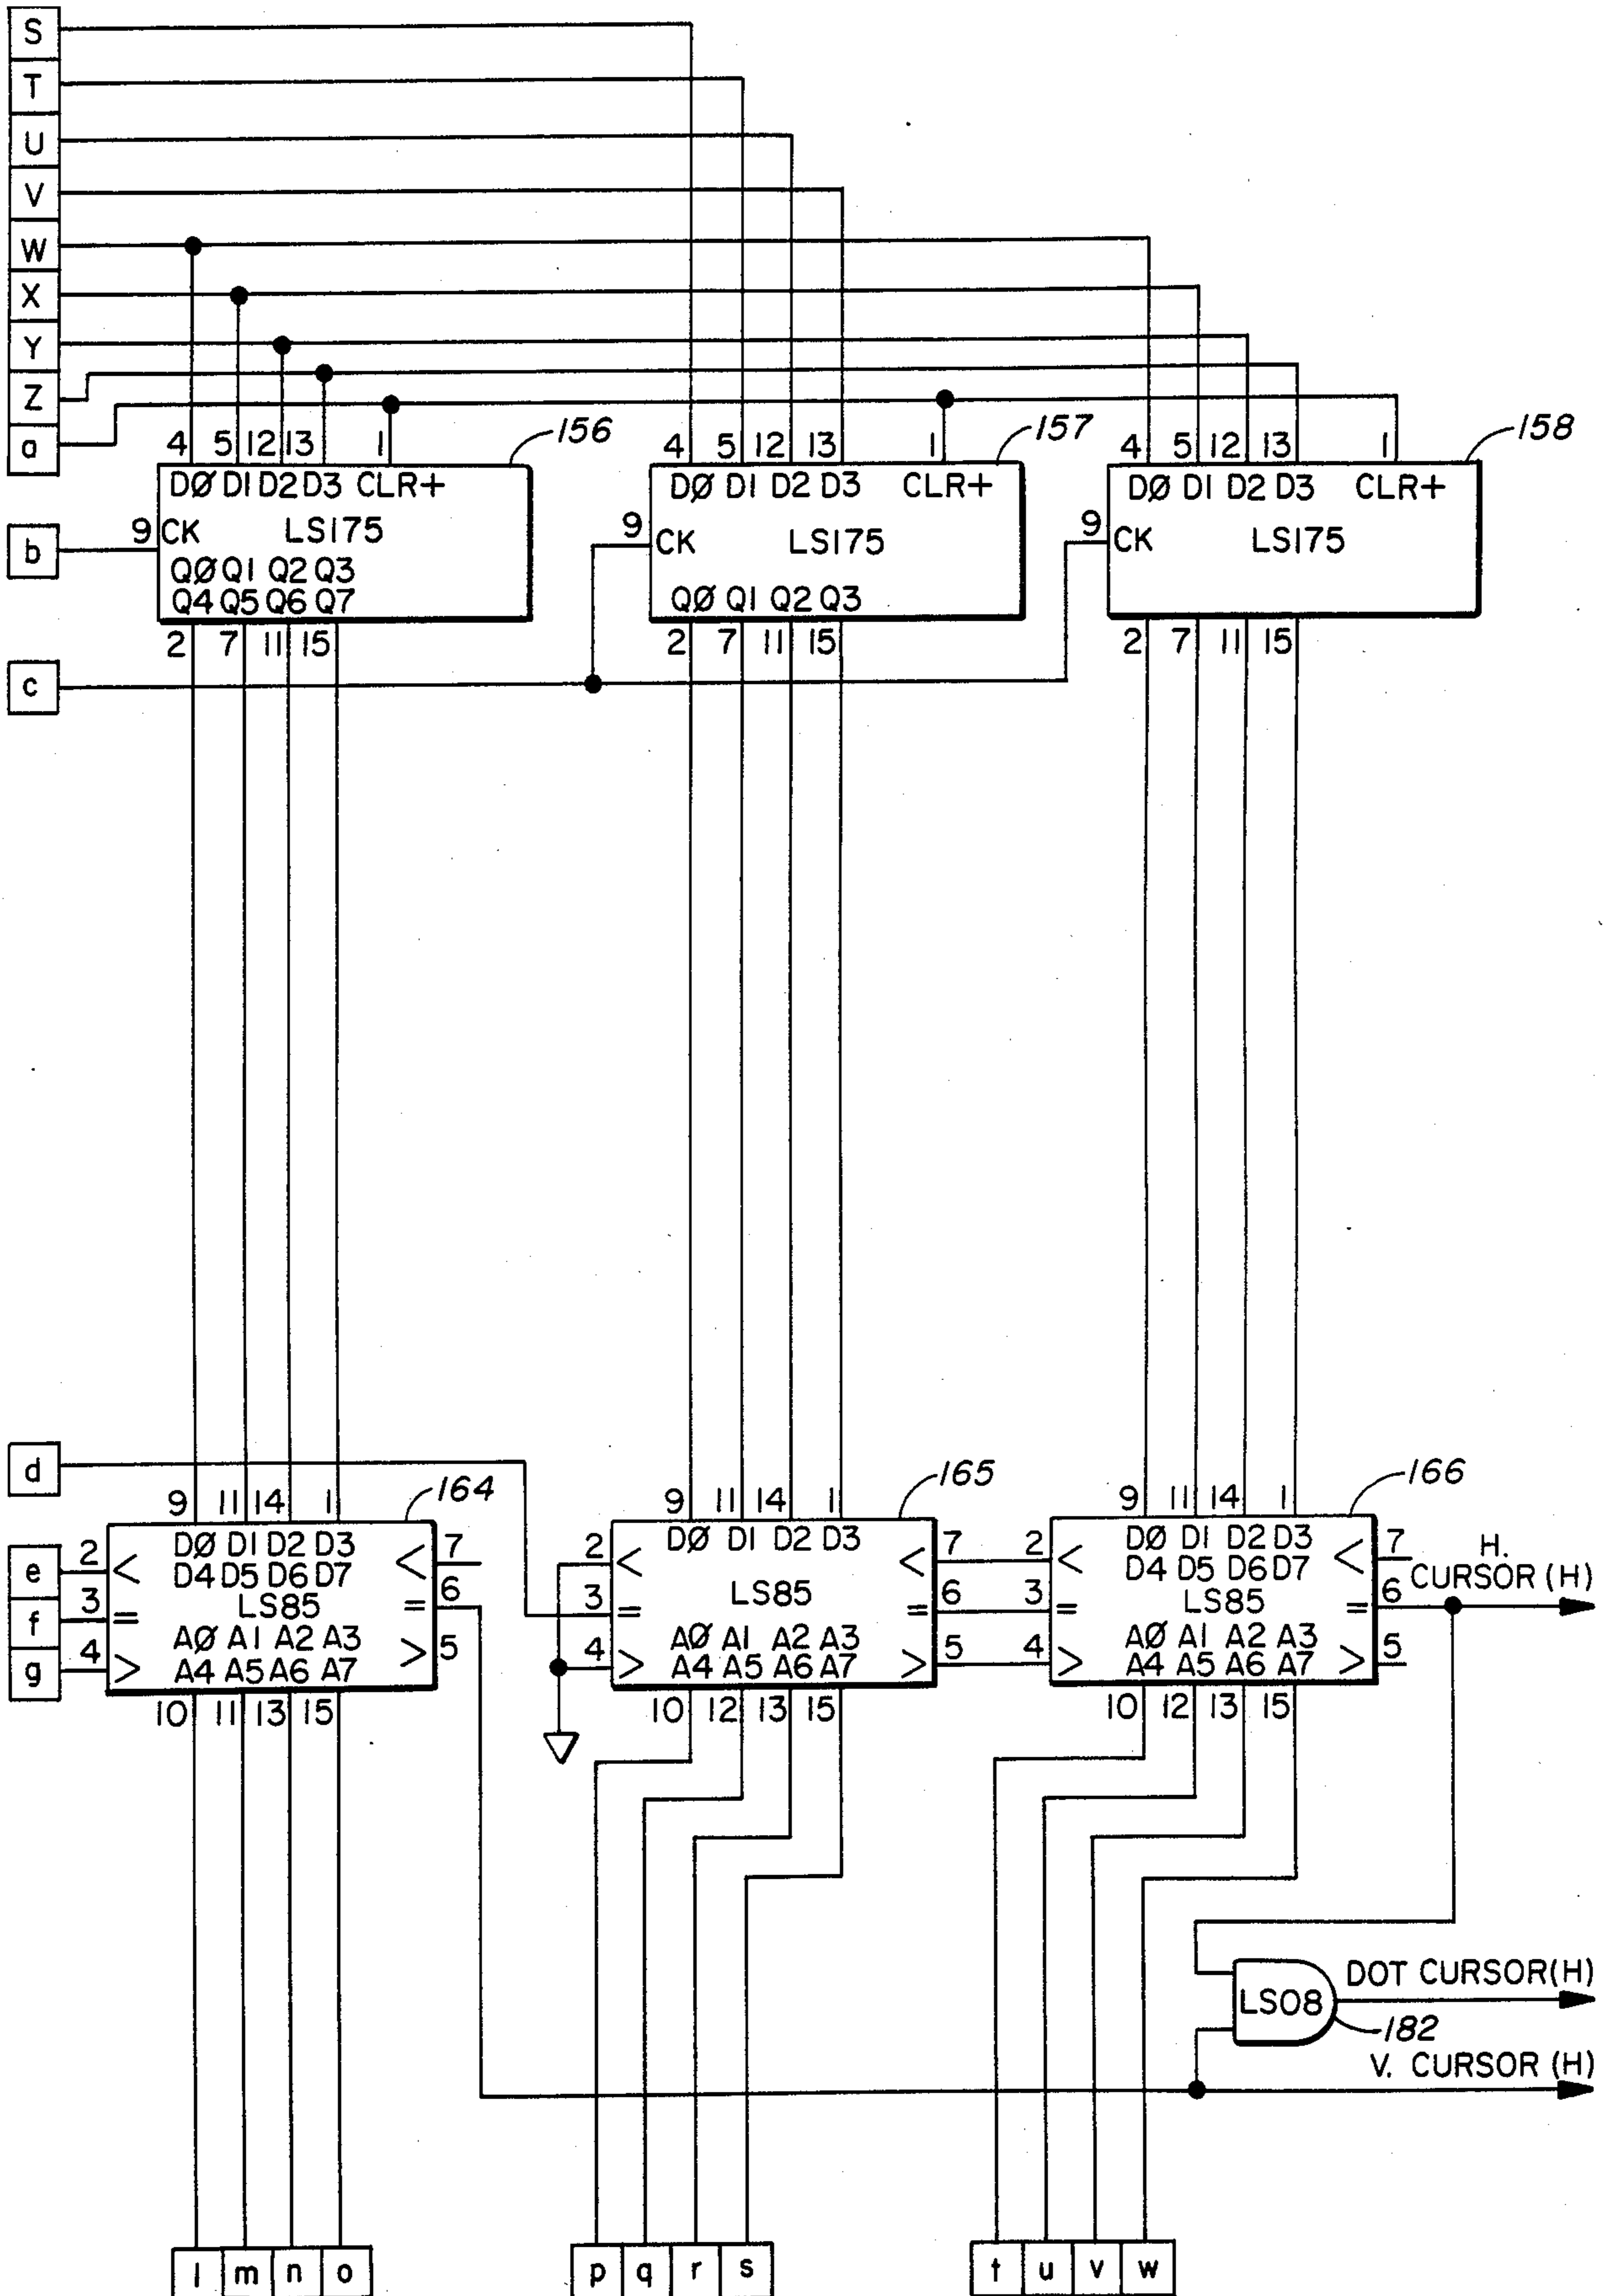 S
T
U
V
W
X
Y
Z
a
4 5 12 13 1 156
4 5 12 13 1 157
4 5 12 13 1 158
DØ D1 D2 D3 CLR+
DØ D1 D2 D3 CLR+
DØ D1 D2 D3 CLR+
b
9 CK LS175
9 CK LS175
9 CK LS175
QØ Q1 Q2 Q3
Q4 Q5 Q6 Q7
QØ Q1 Q2 Q3
2 7 11 15
2 7 11 15
2 7 11 15
c
d
9 11 14 1 164
9 11 14 1 165
9 11 14 1 166
e
f
g
2 <
3 =
4 >
DØ D1 D2 D3
D4 D5 D6 D7
LS85
AØ A1 A2 A3
A4 A5 A6 A7
< 7
= 6
> 5
10 11 13 15
2 <
3 =
4 >
DØ D1 D2 D3
LS85
AØ A1 A2 A3
A4 A5 A6 A7
< 7
= 6
> 5
10 12 13 15
2 <
3 =
4 >
DØ D1 D2 D3
D4 D5 D6 D7
LS85
AØ A1 A2 A3
A4 A5 A6 A7
< 7
= 6
> 5
10 12 13 15
H.
CURSOR (H)
LS08
DOT CURSOR(H)
182
V. CURSOR (H)
l m n o
p q r s
t u v w